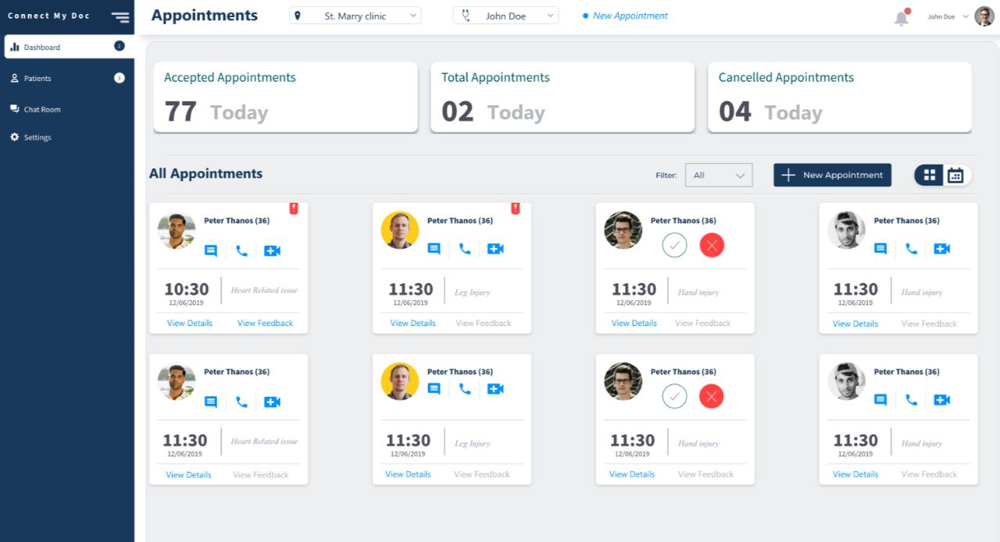 Connect My Doc
Appointments
St. Marry clinic
John Doe
New Appointment
John Doe
Dashboard
2
Patients
3
Chat Room
Settings
Accepted Appointments
77 Today
Total Appointments
02 Today
Cancelled Appointments
04 Today
All Appointments
Filter:
All
New Appointment
Peter Thanos (36)
10:30
12/06/2019
Heart Related issue
View Details
View Feedback
Peter Thanos (36)
11:30
12/06/2019
Leg Injury
View Details
View Feedback
Peter Thanos (36)
11:30
12/06/2019
Hand injury
View Details
View Feedback
Peter Thanos (36)
11:30
12/06/2019
Hand injury
View Details
View Feedback
Peter Thanos (36)
11:30
12/06/2019
Heart Related issue
View Details
View Feedback
Peter Thanos (36)
11:30
12/06/2019
Leg Injury
View Details
View Feedback
Peter Thanos (36)
11:30
12/06/2019
Hand injury
View Details
View Feedback
Peter Thanos (36)
11:30
12/06/2019
Hand injury
View Details
View Feedback